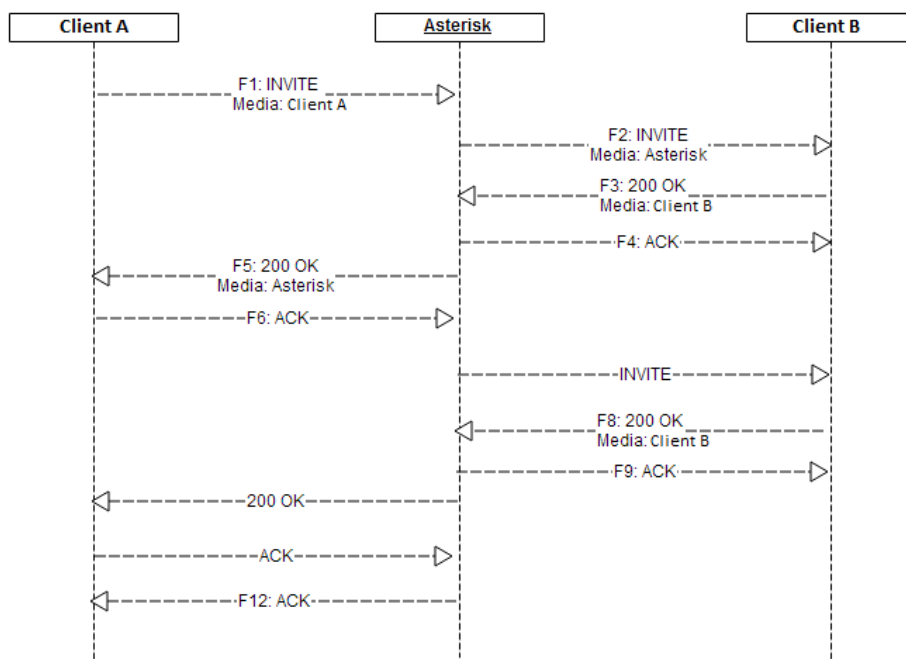 Client A
Asterisk
Client B
F1: INVITE
Media: Client A
F2: INVITE
Media: Asterisk
F3: 200 OK
Media: Client B
F4: ACK
F5: 200 OK
Media: Asterisk
F6: ACK
INVITE
F8: 200 OK
Media: Client B
F9: ACK
200 OK
ACK
F12: ACK